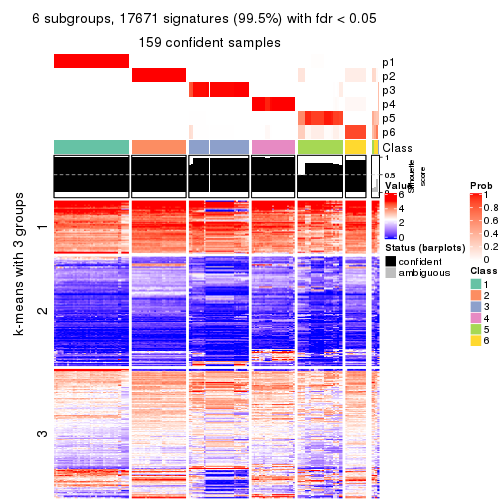 6 subgroups, 17671 signatures (99.5%) with fdr < 0.05
159 confident samples
p1
p2
p3
p4
p5
p6
Class
1
0.5
0
Silhouette
score
k-means with 3 groups
1
2
3
Value
6
4
2
0
Status (barplots)
confident
ambiguous
Prob
1
0.8
0.6
0.4
0.2
0
Class
1
2
3
4
5
6